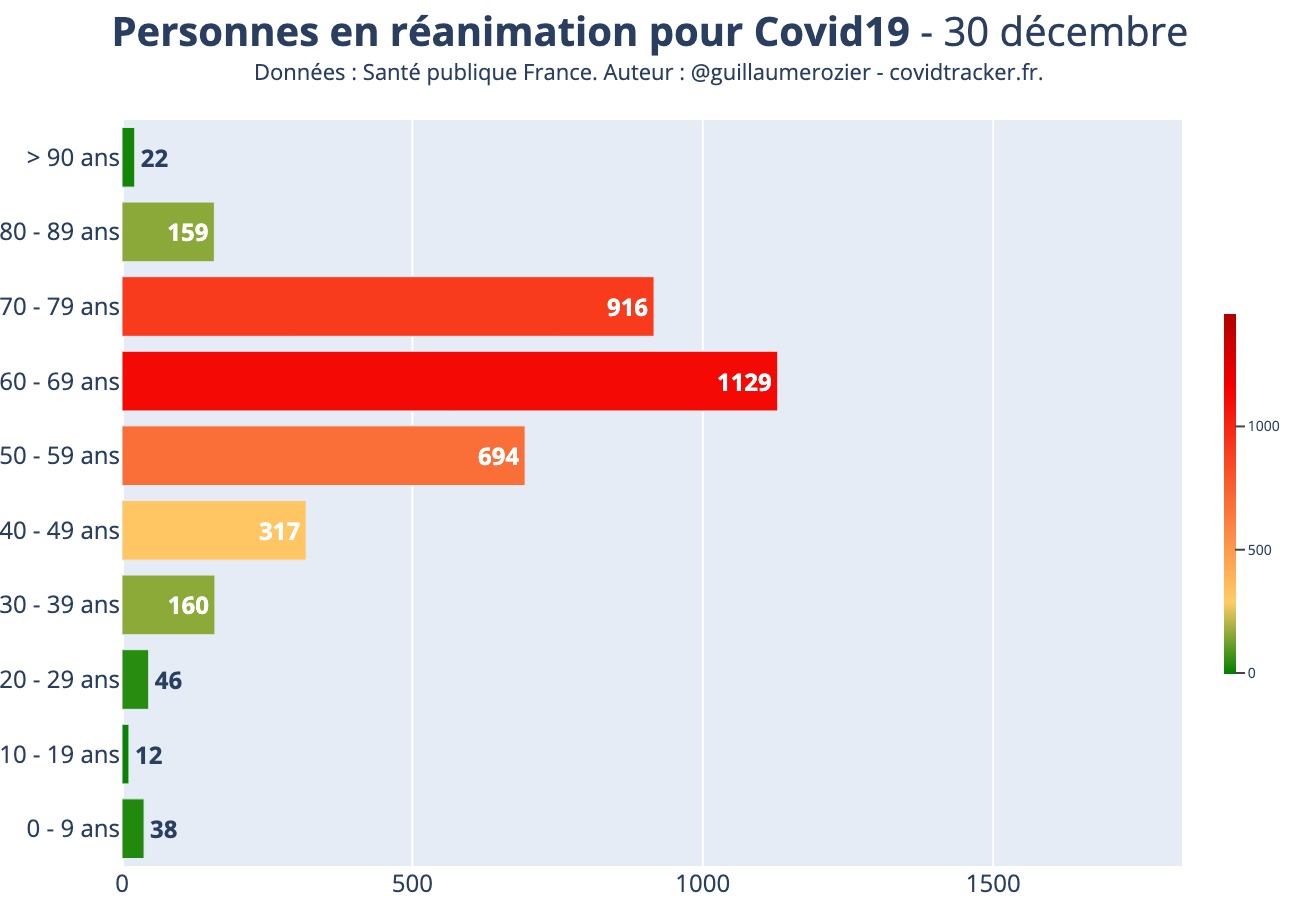 Personnes en réanimation pour Covid19 - 30 décembre
Données : Santé publique France. Auteur : @guillaumerozier - covidtracker.fr.
> 90 ans 22
80 - 89 ans 159
70 - 79 ans 916
60 - 69 ans 1129
50 - 59 ans 694
40 - 49 ans 317
30 - 39 ans 160
20 - 29 ans 46
10 - 19 ans 12
0 - 9 ans 38
0 500 1000 1500
1000
500
0